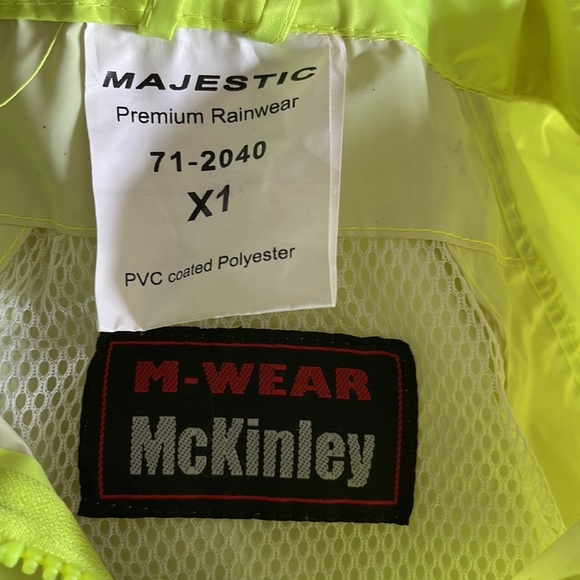 MAJESTIC
Premium Rainwear
71-2040
X1
PVC coated Polyester
M-WEAR
McKinley